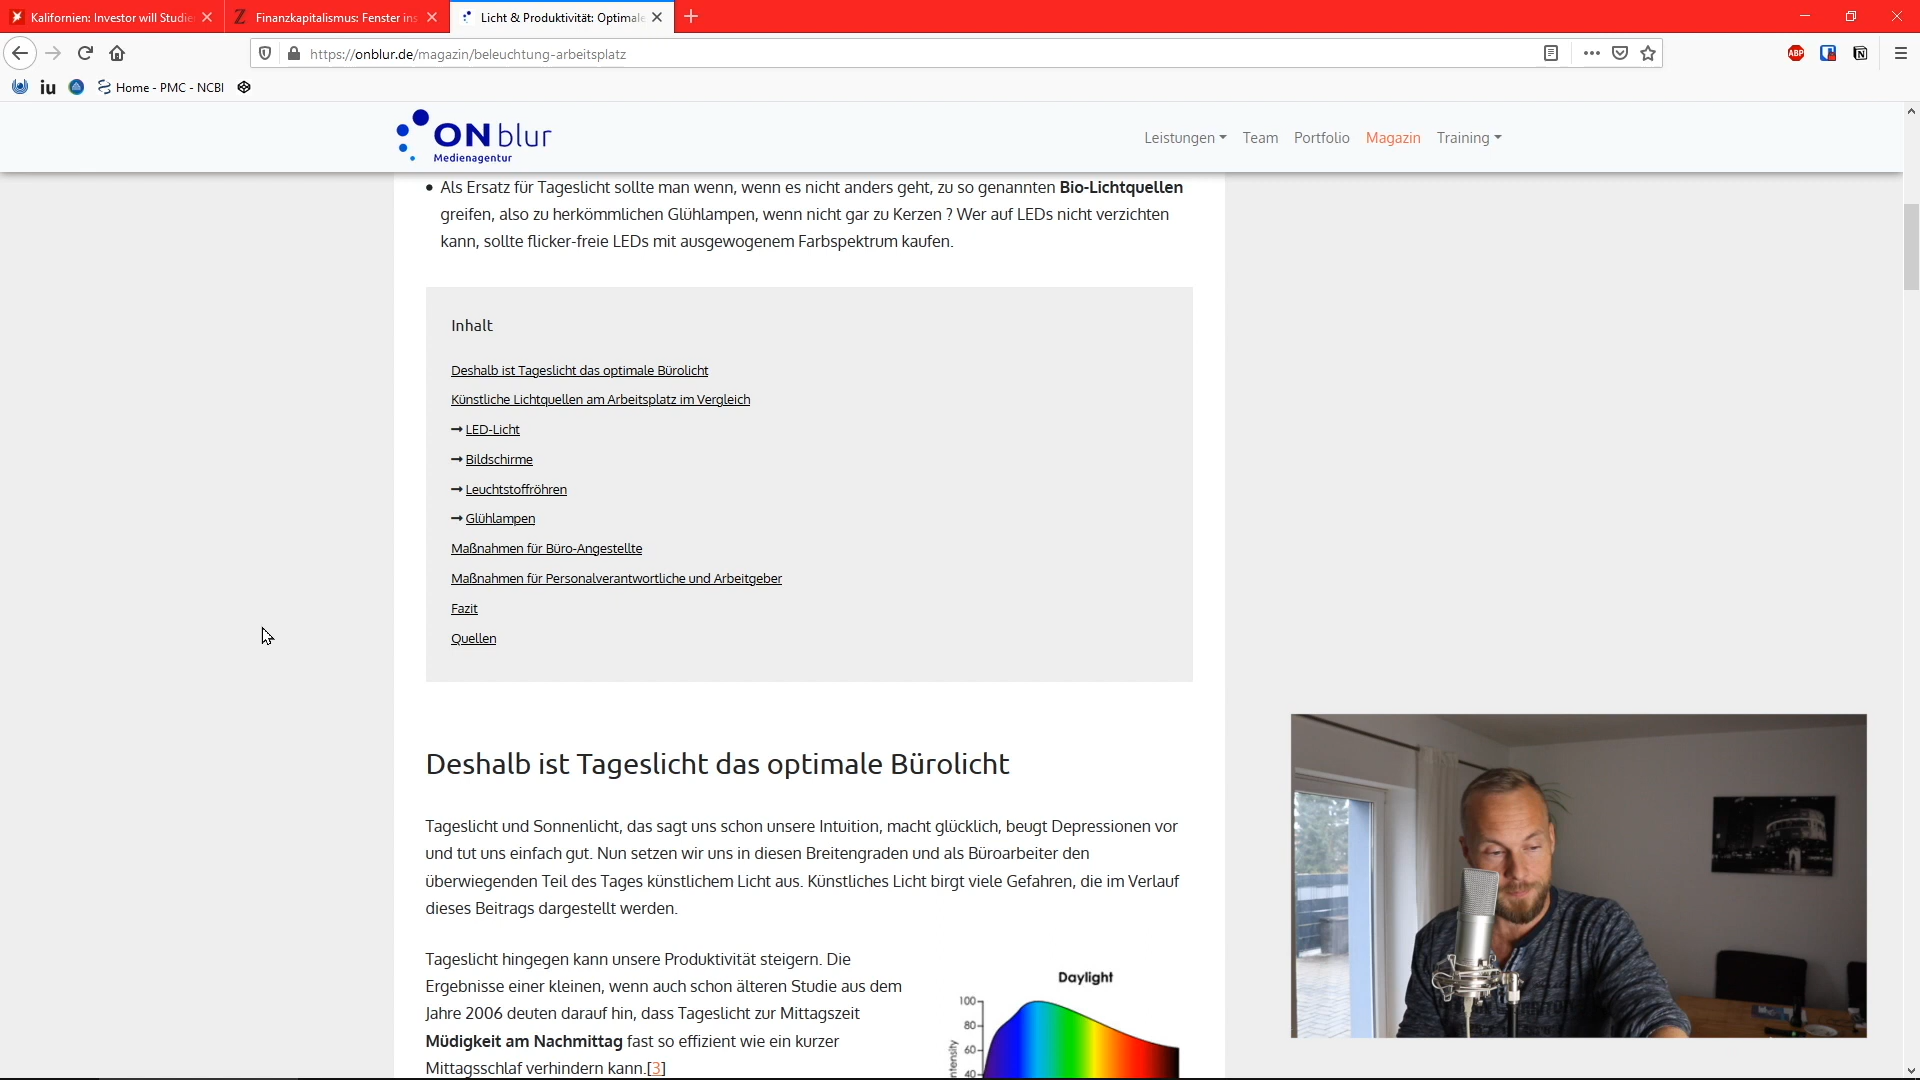 Kalifornien: Investor will Studie
Finanzkapitalismus: Fenster ins
Licht & Produktivität: Optimale
https://onblur.de/magazin/beleuchtung-arbeitsplatz
ABP
iu
Home - PMC - NCBI
ON blur
Medienagentur
Leistungen
Team
Portfolio
Magazin
Training
Als Ersatz für Tageslicht sollte man wenn, wenn es nicht anders geht, zu so genannten Bio-Lichtquellen
greifen, also zu herkömmlichen Glühlampen, wenn nicht gar zu Kerzen ? Wer auf LEDs nicht verzichten
kann, sollte flicker-freie LEDs mit ausgewogenem Farbspektrum kaufen.
Inhalt
Deshalb ist Tageslicht das optimale Bürolicht
Künstliche Lichtquellen am Arbeitsplatz im Vergleich
LED-Licht
Bildschirme
Leuchtstoffröhren
Glühlampen
Maßnahmen für Büro-Angestellte
Maßnahmen für Personalverantwortliche und Arbeitgeber
Fazit
Quellen
Deshalb ist Tageslicht das optimale Bürolicht
Tageslicht und Sonnenlicht, das sagt uns schon unsere Intuition, macht glücklich, beugt Depressionen vor
und tut uns einfach gut. Nun setzen wir uns in diesen Breitengraden und als Büroarbeiter den
überwiegenden Teil des Tages künstlichem Licht aus. Künstliches Licht birgt viele Gefahren, die im Verlauf
dieses Beitrags dargestellt werden.
Tageslicht hingegen kann unsere Produktivität steigern. Die
Ergebnisse einer kleinen, wenn auch schon älteren Studie aus dem
Jahre 2006 deuten darauf hin, dass Tageslicht zur Mittagszeit
Müdigkeit am Nachmittag fast so effizient wie ein kurzer
Mittagsschlaf verhindern kann.[3]
Daylight
100
80
60
40
ntensity